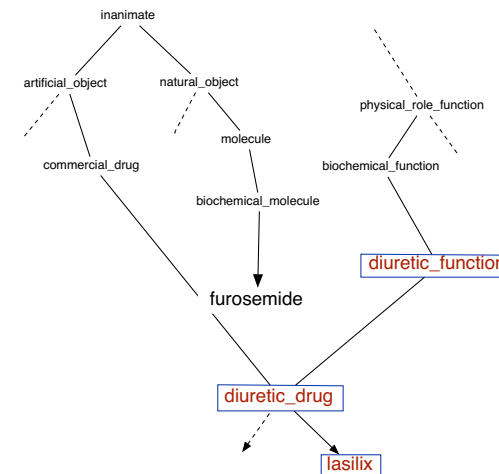 inanimate
artificial_object
natural_object
physical_role_function
molecule
commercial_drug
biochemical_function
biochemical_molecule
diuretic_function
furosemide
diuretic_drug
lasilix